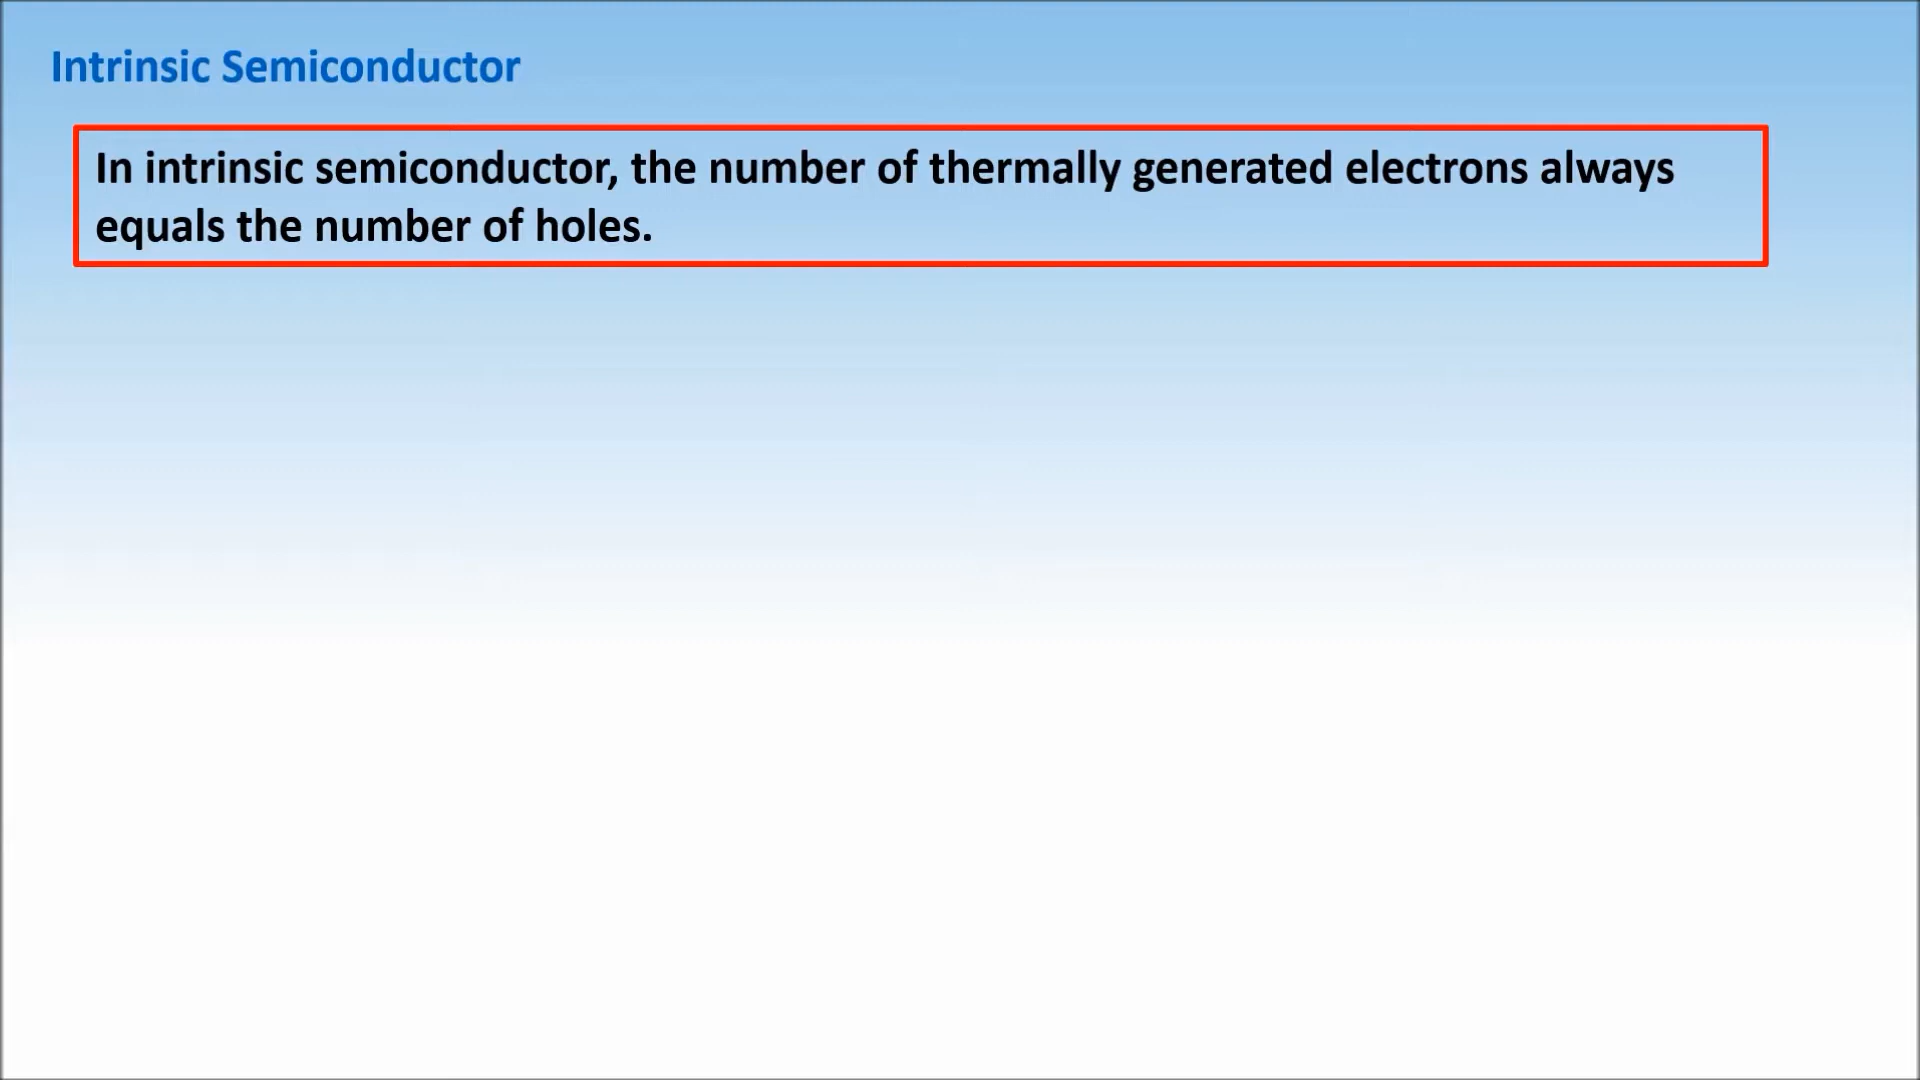 Intrinsic Semiconductor
In intrinsic semiconductor, the number of thermally generated electrons always
equals the number of holes.